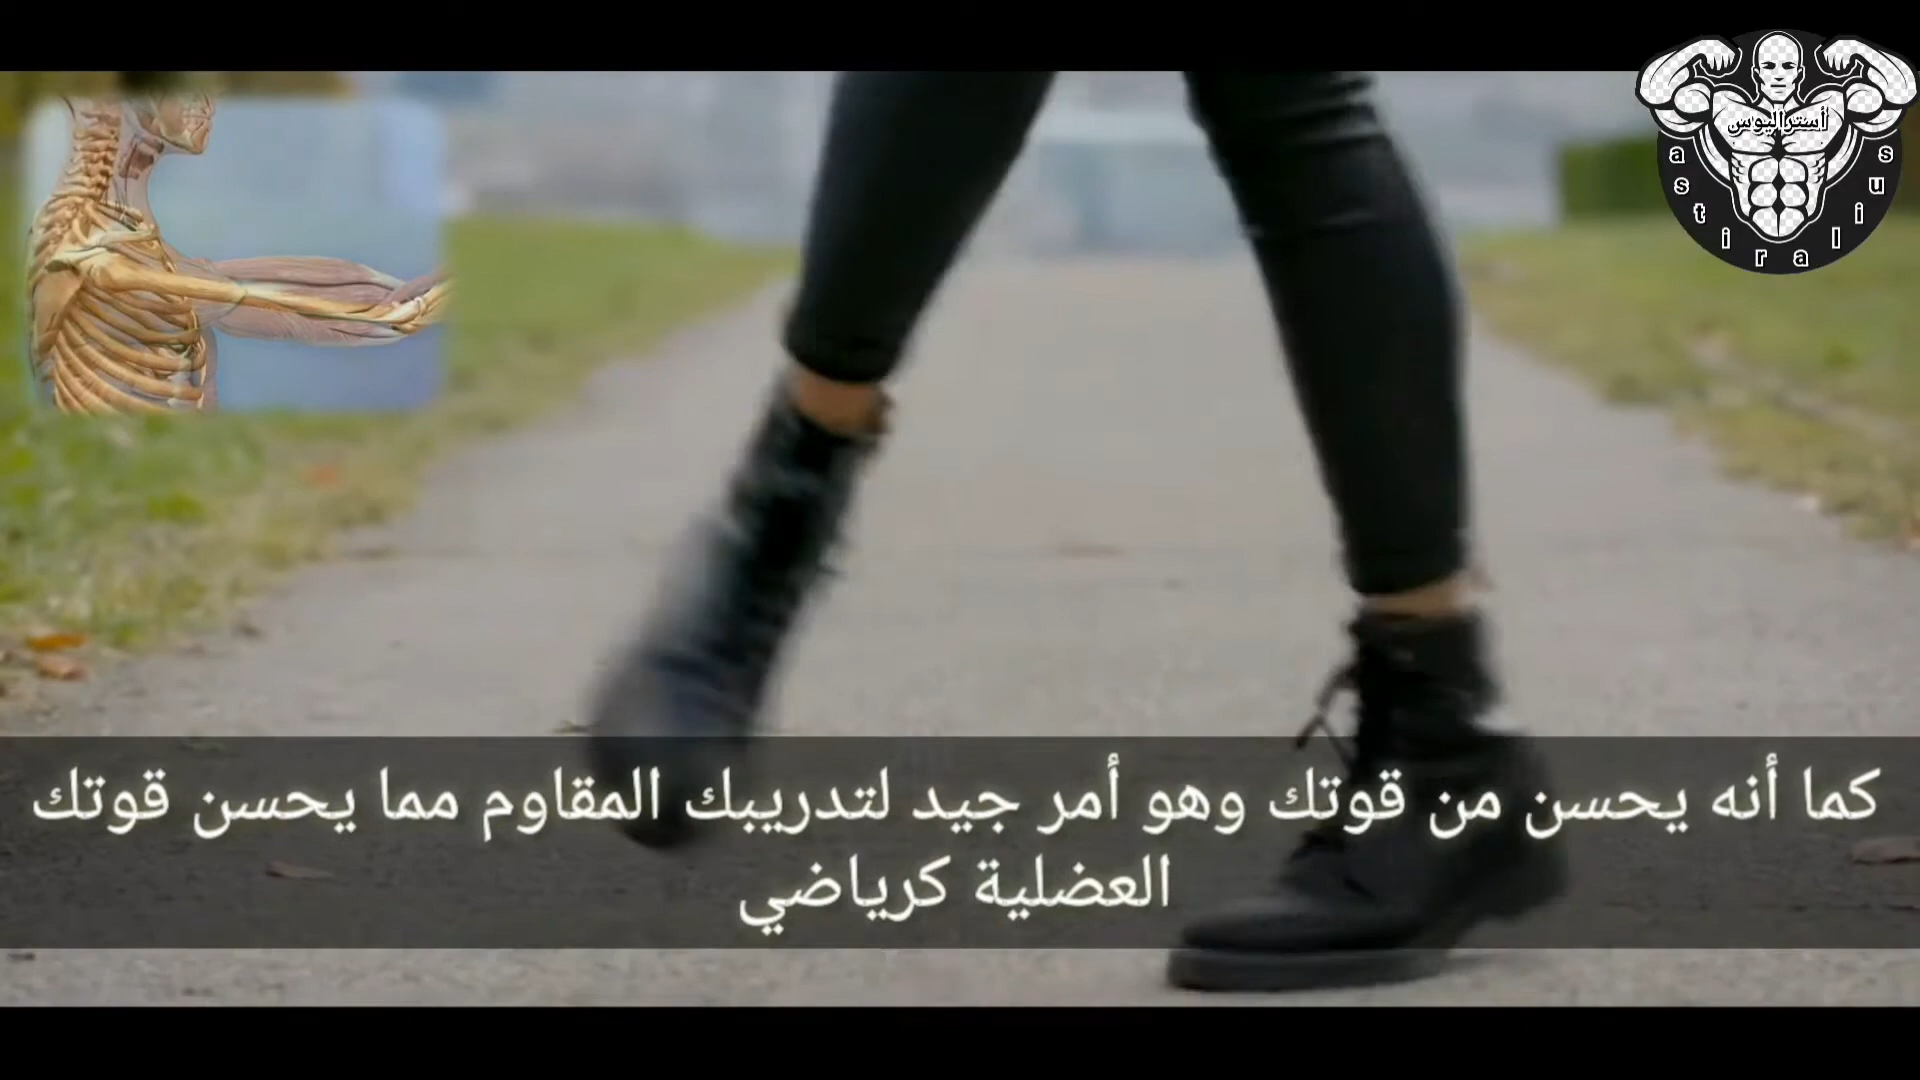 أستراليوس
astiralius
كما أنه يحسن من قوتك وهو أمر جيد لتدريبك المقاوم مما يحسن قوتك
العضلية كرياضي